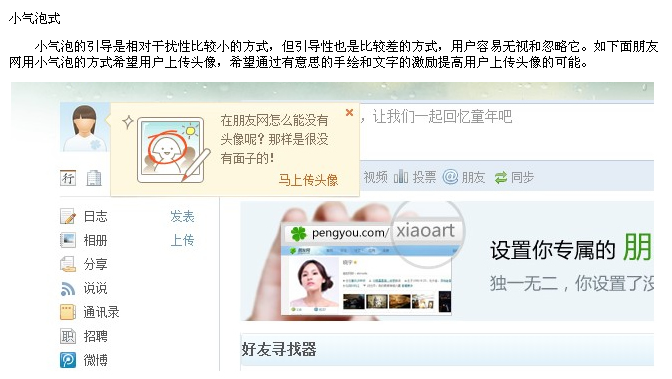 小气泡式
小气泡的引导是相对干扰性比较小的方式，但引导性也是比较差的方式，用户容易无视和忽略它。如下面朋友
网用小气泡的方式希望用户上传头像，希望通过有意思的手绘和文字的激励提高用户上传头像的可能。
在朋友网怎么能没有
头像呢？那样是很没
有面子的！
马上传头像
，让我们一起回忆童年吧
视频 投票 朋友 同步
日志 发表
相册 上传
分享
说说
通讯录
招聘
微博
pengyou.com/ xiaoart
设置你专属的 朋
独一无二，你设置了没
好友寻找器